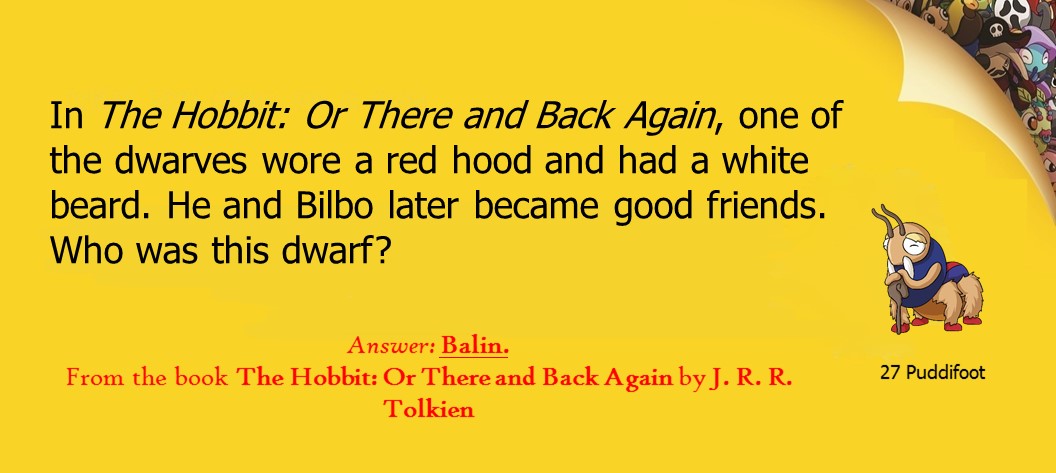 In The Hobbit: Or There and Back Again, one of
the dwarves wore a red hood and had a white
beard. He and Bilbo later became good friends.
Who was this dwarf?
Answer: Balin.
From the book The Hobbit: Or There and Back Again by J. R. R.
Tolkien
27 Puddifoot